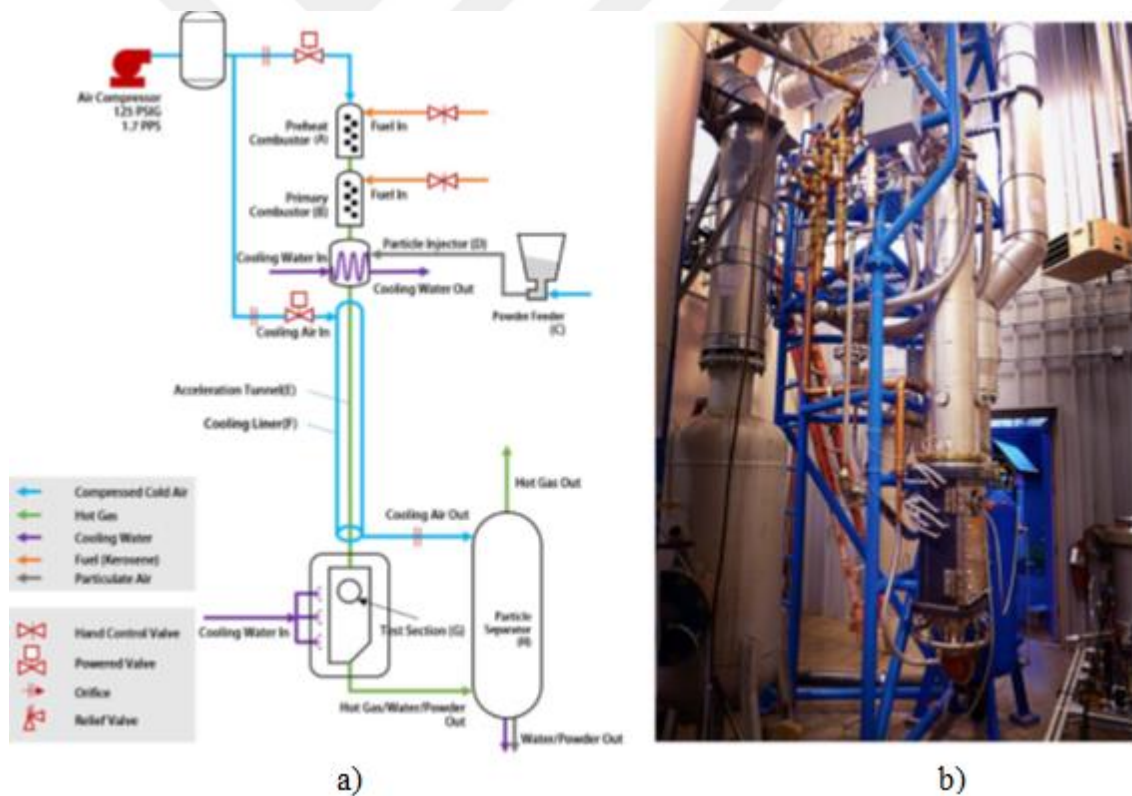 Air Compressor
125 PSIG
1.7 PPS
Preheat
Combustor (A)
Fuel In
Primary
Combustor (B)
Fuel In
Particle Injector (D)
Cooling Water In
Cooling Water Out
Powder Feeder
(C)
Cooling Air In
Acceleration Tunnel(E)
Cooling Liner(F)
Hot Gas Out
Compressed Cold Air
Hot Gas
Cooling Water
Fuel (Kerosene)
Particulate Air
Cooling Air Out
Cooling Water In
Test Section (G)
Particle
Separator
(H)
Hand Control Valve
Powered Valve
Orifice
Relief Valve
Hot Gas/Water/Powder
Out
Water/Powder Out
a)
b)